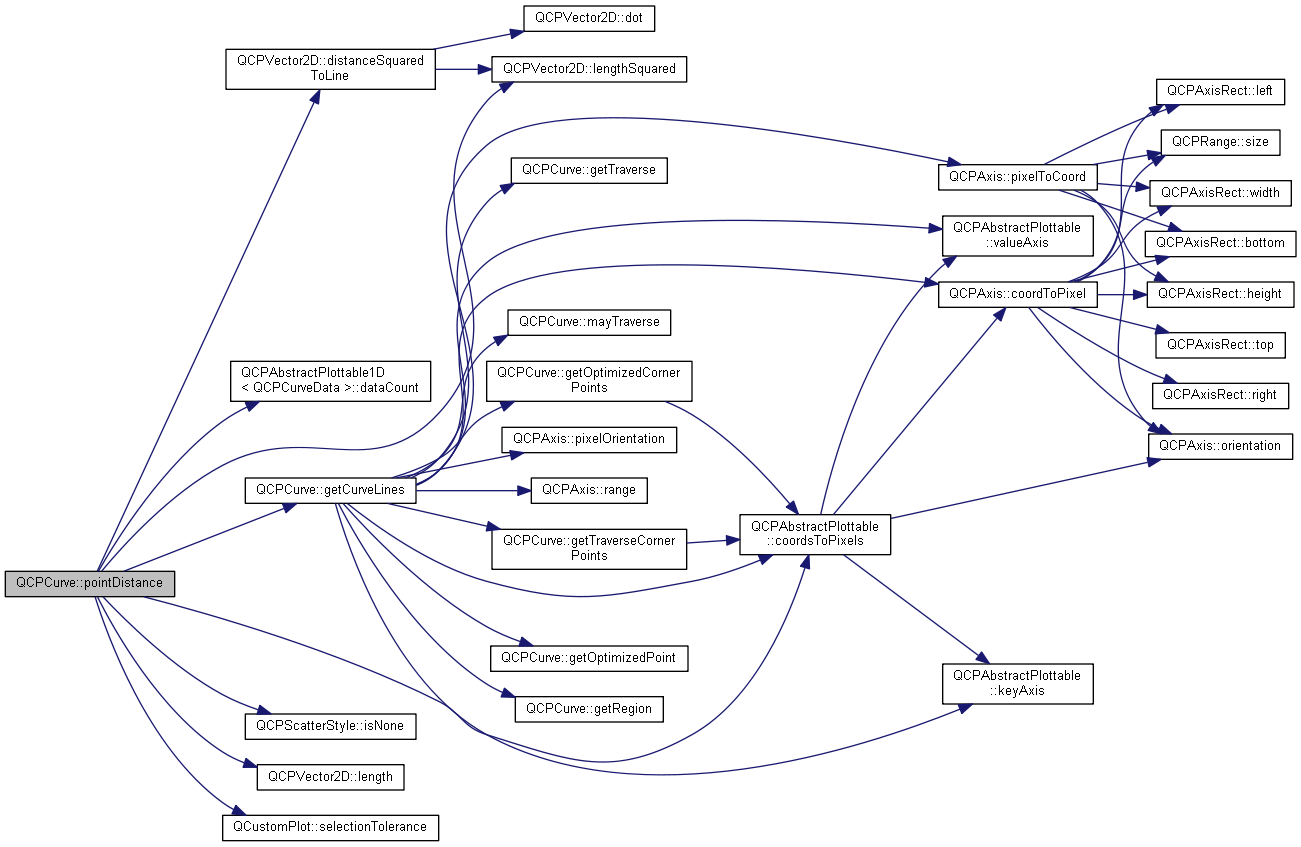 QCPCurve::pointDistance
QCPVector2D::distanceSquared
ToLine
QCPVector2D::dot
QCPVector2D::lengthSquared
QCPAbstractPlottable1D
< QCPCurveData >::dataCount
QCPCurve::getCurveLines
QCPScatterStyle::isNone
QCPVector2D::length
QCustomPlot::selectionTolerance
QCPCurve::getTraverse
QCPCurve::mayTraverse
QCPCurve::getOptimizedCorner
Points
QCPAxis::pixelOrientation
QCPAxis::range
QCPCurve::getTraverseCorner
Points
QCPCurve::getOptimizedPoint
QCPCurve::getRegion
QCPAbstractPlottable
::coordsToPixels
QCPAxis::pixelToCoord
QCPAbstractPlottable
::valueAxis
QCPAxis::coordToPixel
QCPAbstractPlottable
::keyAxis
QCPAxisRect::left
QCPRange::size
QCPAxisRect::width
QCPAxisRect::bottom
QCPAxisRect::height
QCPAxisRect::top
QCPAxisRect::right
QCPAxis::orientation